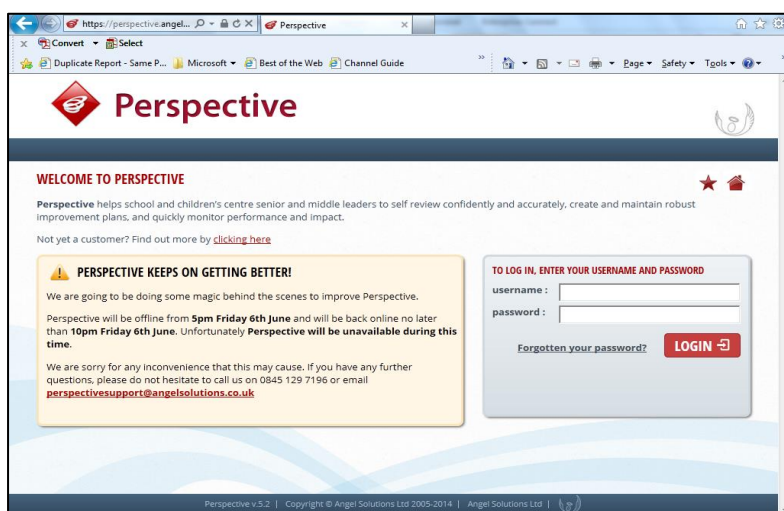 https://perspective.angel...
Perspective
Convert
Select
Duplicate Report - Same P...
Microsoft
Best of the Web
Channel Guide
Page
Safety
Tools
Perspective
WELCOME TO PERSPECTIVE
Perspective helps school and children's centre senior and middle leaders to self review confidently and accurately, create and maintain robust
improvement plans, and quickly monitor performance and impact.
Not yet a customer? Find out more by clicking here
PERSPECTIVE KEEPS ON GETTING BETTER!
We are going to be doing some magic behind the scenes to improve Perspective.
Perspective will be offline from 5pm Friday 6th June and will be back online no later
than 10pm Friday 6th June. Unfortunately Perspective will be unavailable during this
time.
We are sorry for any inconvenience that this may cause. If you have any further
questions, please do not hesitate to call us on 0845 129 7196 or email
perspectivesupport@angelsolutions.co.uk
TO LOG IN, ENTER YOUR USERNAME AND PASSWORD
username :
password :
Forgotten your password?
LOGIN
Perspective v.5.2 | Copyright © Angel Solutions Ltd 2005-2014 | Angel Solutions Ltd |